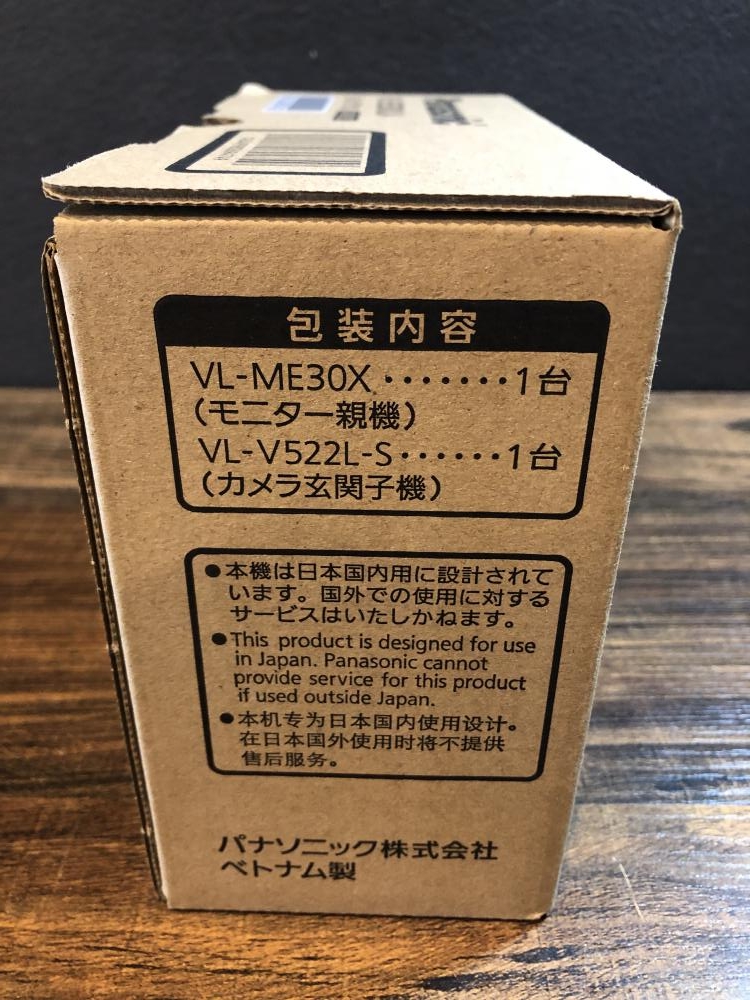 包装内容
VL-ME30X・・・・・・・1台
(モニター親機)
VL-V522L-S・・・・・・1台
(カメラ玄関子機)
●本機は日本国内用に設計されて
います。国外での使用に対する
サービスはいたしかねます。
●This product is designed for use
in Japan. Panasonic cannot
provide service for this product
if used outside Japan.
●本机专为日本国内使用设计。
在日本国外使用时将不提供
售后服务。
パナソニック株式会社
ベトナム製